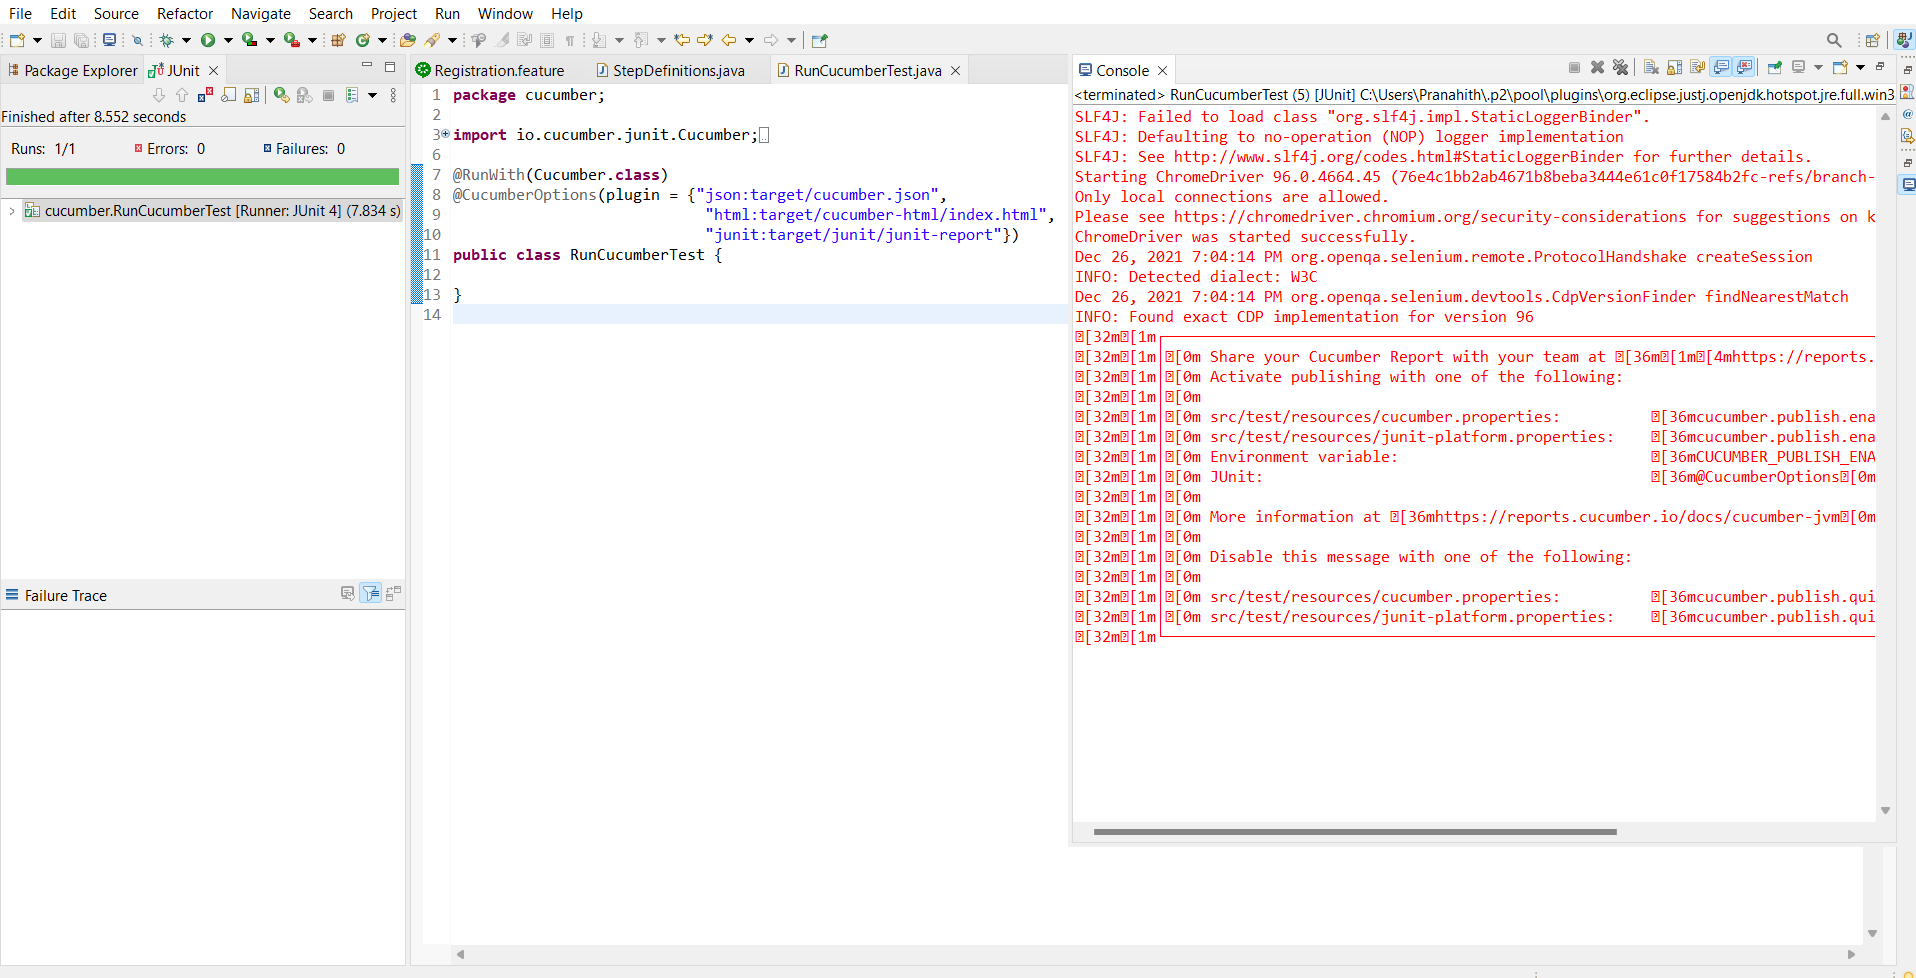 File Edit Source Refactor Navigate Search Project Run Window Help
Package Explorer JUnit
Finished after 8.552 seconds
Runs: 1/1 Errors: 0 Failures: 0
cucumber.RunCucumberTest [Runner: JUnit 4] (7.834 s)
Failure Trace
Registration.feature StepDefinitions.java RunCucumberTest.java
1 package cucumber;
2
3 import io.cucumber.junit.Cucumber;
6
7 @RunWith(Cucumber.class)
8 @CucumberOptions(plugin = {"json:target/cucumber.json",
9 "html:target/cucumber-html/index.html",
10 "junit:target/junit/junit-report"})
11 public class RunCucumberTest {
12
13 }
14
Console
<terminated> RunCucumberTest (5) [JUnit] C:\Users\Pranahith\.p2\pool\plugins\org.eclipse.justj.openjdk.hotspot.jre.full.win3
SLF4J: Failed to load class "org.slf4j.impl.StaticLoggerBinder".
SLF4J: Defaulting to no-operation (NOP) logger implementation
SLF4J: See http://www.slf4j.org/codes.html#StaticLoggerBinder for further details.
Starting ChromeDriver 96.0.4664.45 (76e4c1bb2ab4671b8beba3444e61c0f17584b2fc-refs/branch-
Only local connections are allowed.
Please see https://chromedriver.chromium.org/security-considerations for suggestions on k
ChromeDriver was started successfully.
Dec 26, 2021 7:04:14 PM org.openqa.selenium.remote.ProtocolHandshake createSession
INFO: Detected dialect: W3C
Dec 26, 2021 7:04:14 PM org.openqa.selenium.devtools.CdpVersionFinder findNearestMatch
INFO: Found exact CDP implementation for version 96
[32m[1m
[32m[1m [0m Share your Cucumber Report with your team at [36m[1m[4mhttps://reports.
[32m[1m [0m Activate publishing with one of the following:
[32m[1m [0m
[32m[1m [0m src/test/resources/cucumber.properties: [36mcucumber.publish.ena
[32m[1m [0m src/test/resources/junit-platform.properties: [36mcucumber.publish.ena
[32m[1m [0m Environment variable: [36mCUCUMBER_PUBLISH_ENA
[32m[1m [0m JUnit: [36m@CucumberOptions[0m
[32m[1m [0m
[32m[1m [0m More information at [36mhttps://reports.cucumber.io/docs/cucumber-jvm[0m
[32m[1m [0m
[32m[1m [0m Disable this message with one of the following:
[32m[1m [0m
[32m[1m [0m src/test/resources/cucumber.properties: [36mcucumber.publish.qui
[32m[1m [0m src/test/resources/junit-platform.properties: [36mcucumber.publish.qui
[32m[1m